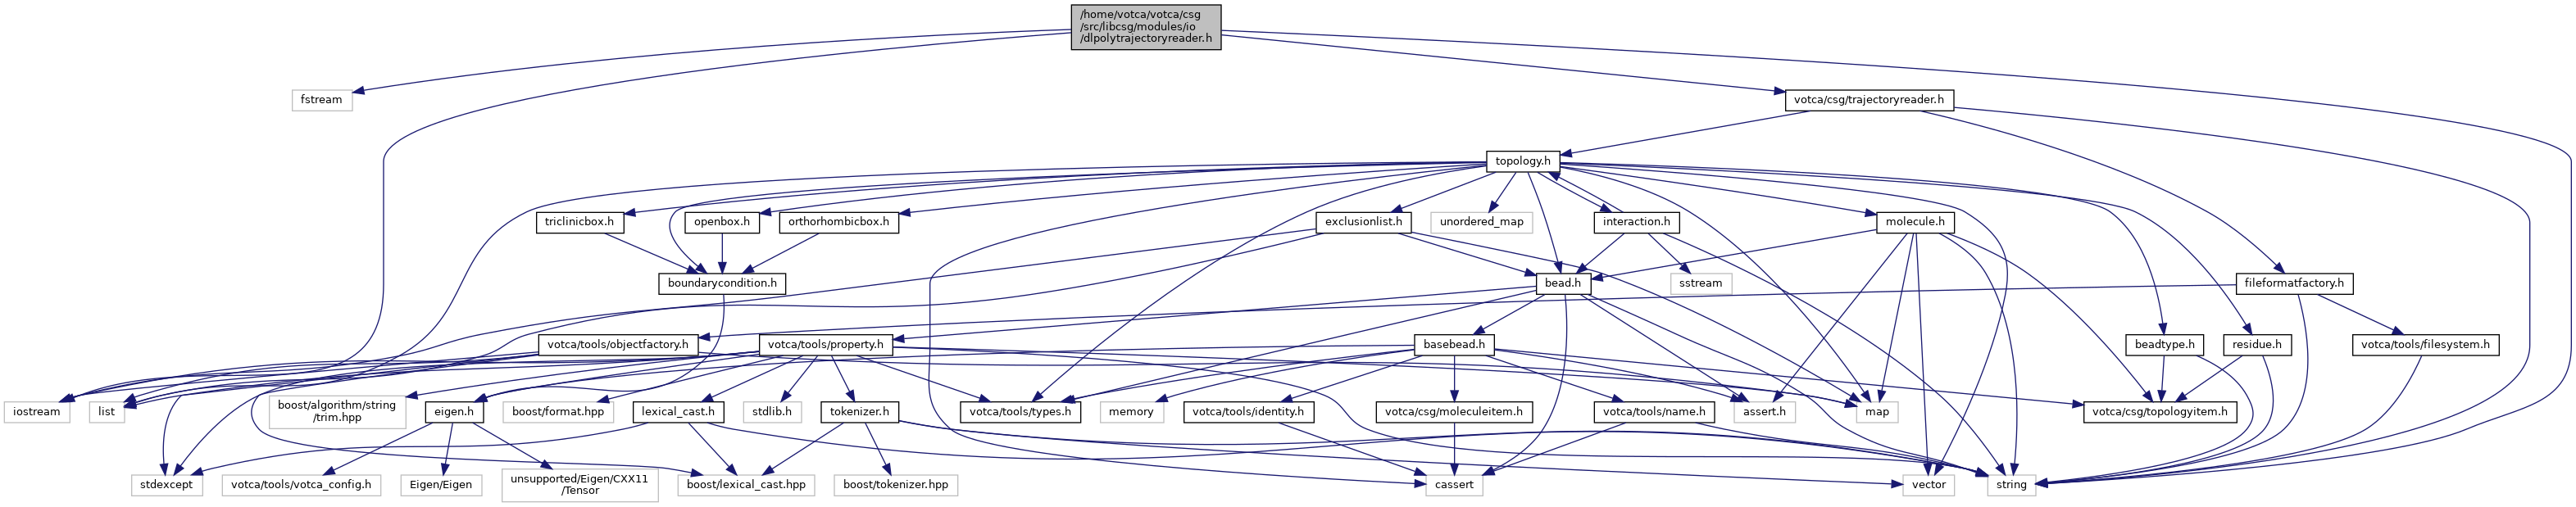 /home/votca/votca/csg
/src/libcsg/modules/io
/dlpolytrajectoryreader.h
fstream
votca/csg/trajectoryreader.h
topology.h
triclinicbox.h
openbox.h
orthorhombicbox.h
exclusionlist.h
unordered_map
interaction.h
molecule.h
boundarycondition.h
bead.h
sstream
fileformatfactory.h
votca/tools/objectfactory.h
votca/tools/property.h
basebead.h
beadtype.h
residue.h
votca/tools/filesystem.h
iostream
list
boost/algorithm/string
/trim.hpp
eigen.h
boost/format.hpp
lexical_cast.h
stdlib.h
tokenizer.h
votca/tools/types.h
memory
votca/tools/identity.h
votca/csg/moleculeitem.h
votca/tools/name.h
assert.h
map
votca/csg/topologyitem.h
stdexcept
votca/tools/votca_config.h
Eigen/Eigen
unsupported/Eigen/CXX11
/Tensor
boost/lexical_cast.hpp
boost/tokenizer.hpp
cassert
vector
string